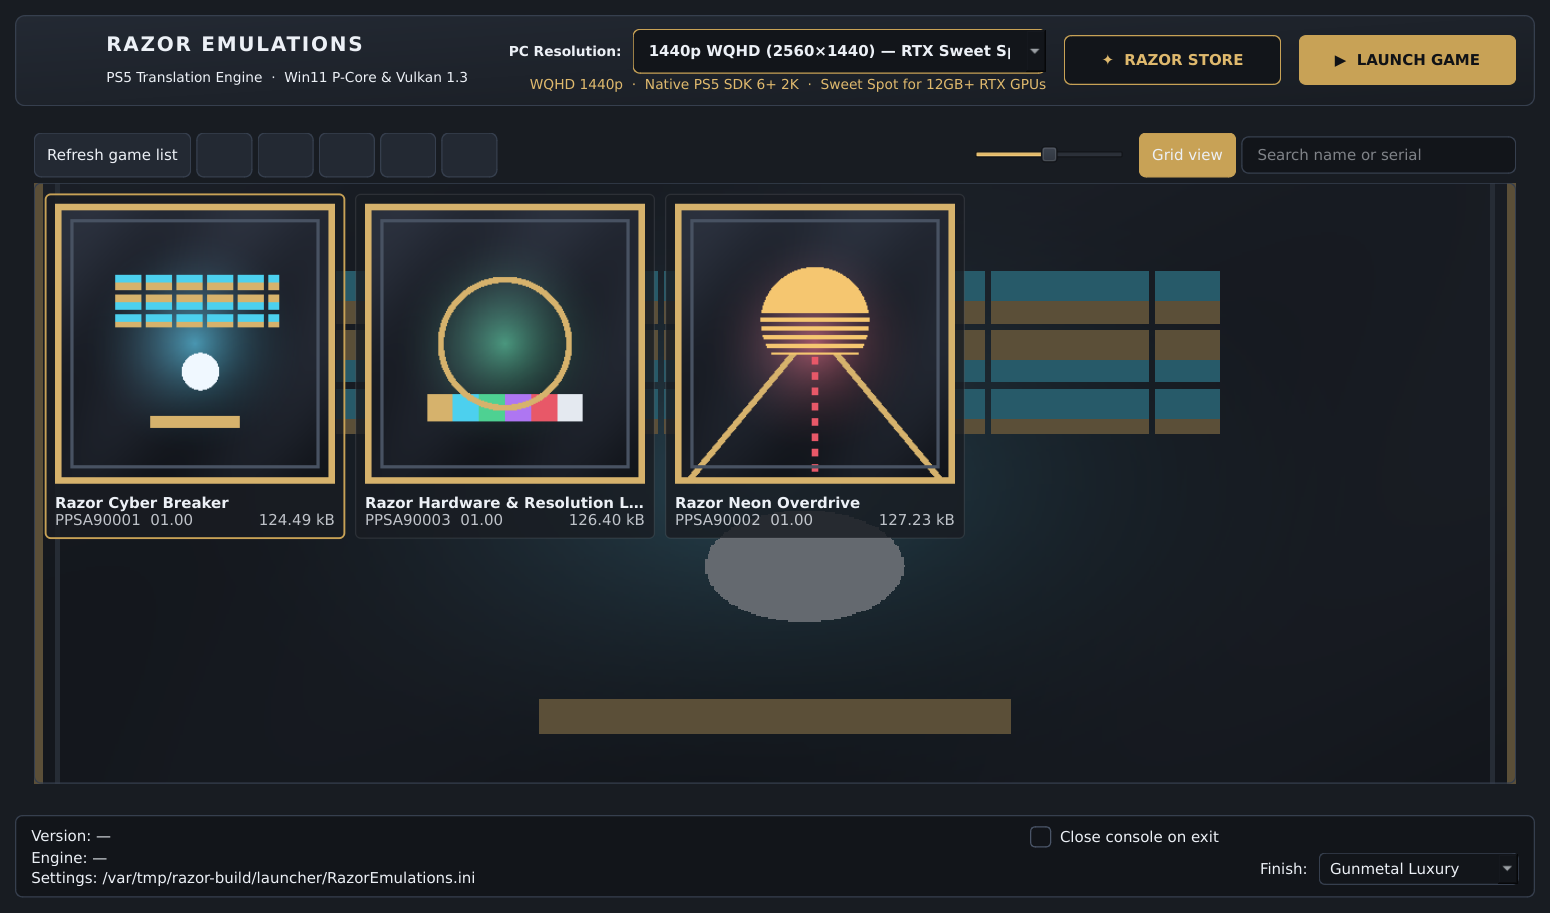 RAZOR EMULATIONS
PS5 Translation Engine · Win11 P-Core & Vulkan 1.3
PC Resolution:
1440p WQHD (2560×1440) — RTX Sweet
WQHD 1440p · Native PS5 SDK 6+ 2K · Sweet Spot for 12GB+ RTX GPUs
✦ RAZOR STORE
▶ LAUNCH GAME
Refresh game list
Grid view
Search name or serial
Razor Cyber Breaker
PPSA90001 01.00 124.49 kB
Razor Hardware & Resolution L…
PPSA90003 01.00 126.40 kB
Razor Neon Overdrive
PPSA90002 01.00 127.23 kB
Version: —
Engine: —
Settings: /var/tmp/razor-build/launcher/RazorEmulations.ini
Close console on exit
Finish: Gunmetal Luxury